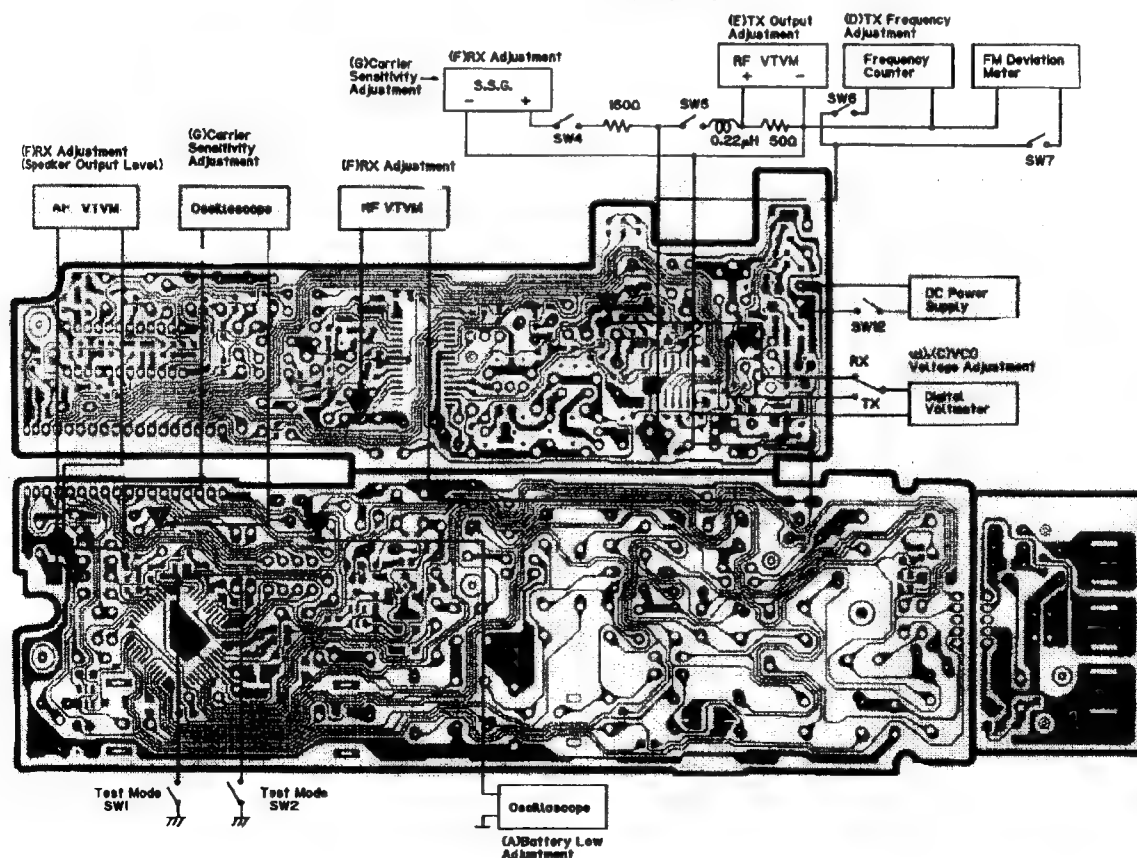 (E)TX Output
Adjustment
(D)TX Frequency
Adjustment
(F)RX Adjustment
RF VTVM
+ −
Frequency
Counter
FM Deviation
Meter
(G)Carrier
Sensitivity
Adjustment
S.S.G.
− +
SW6
150Ω
SW5
SW4
0.22μH
50Ω
SW7
(G)Carrier
Sensitivity
Adjustment
(F)RX Adjustment
(Speaker Output Level)
(F)RX Adjustment
VTVM
Oscilloscope
RF VTVM
DC Power
Supply
SW12
RX
(C)VCO
Voltage Adjustment
TX
Digital
Voltmeter
Test Mode
SW1
Test Mode
SW2
Oscilloscope
(A)Battery Low
Adjustment